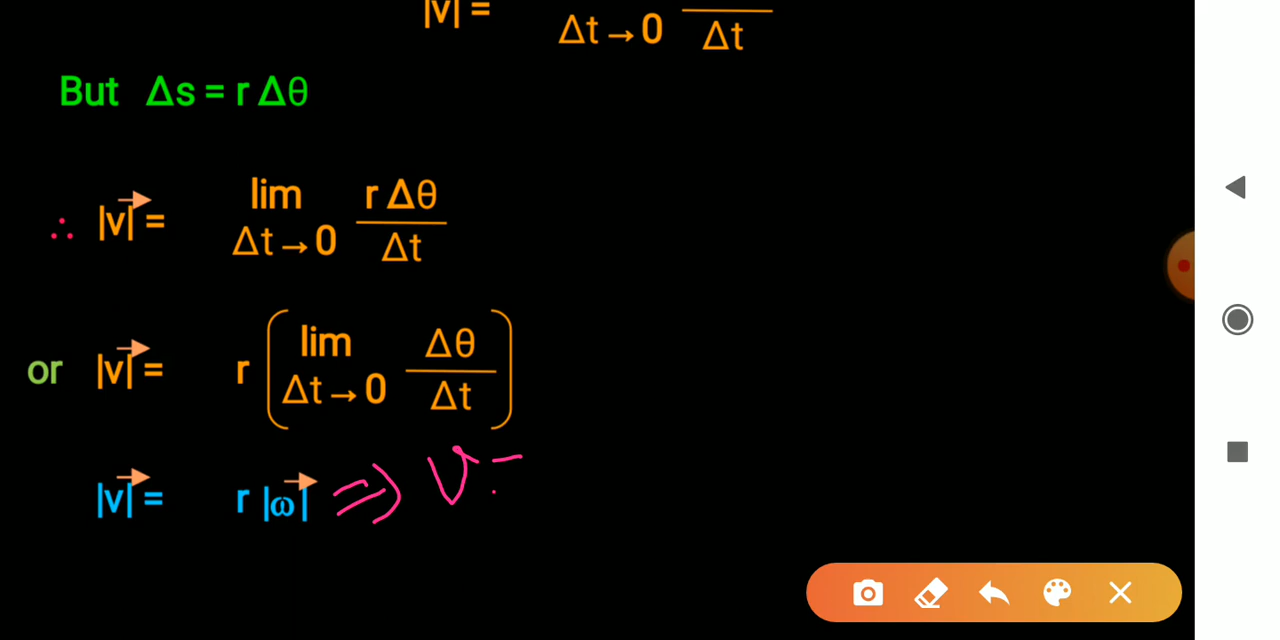 |v⃗| =
Δt → 0 Δt
But Δs = r Δθ
∴ |v⃗| = lim Δt → 0 r Δθ / Δt
or |v⃗| = r ( lim Δt → 0 Δθ / Δt )
|v⃗| = r |ω⃗| ⇒ V =